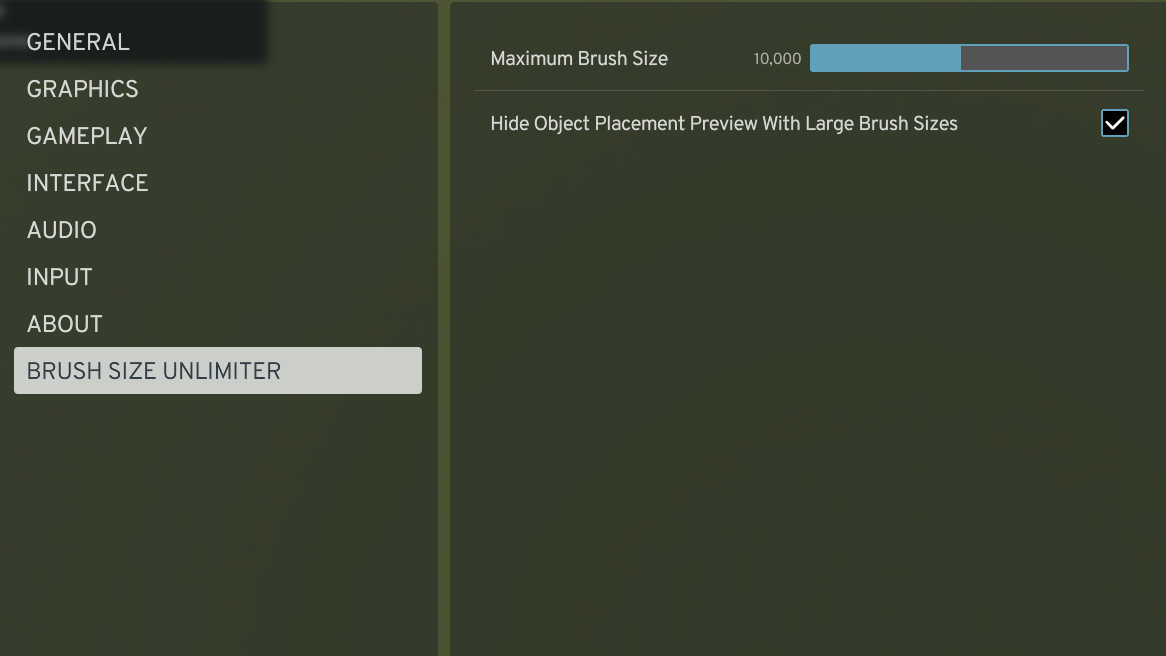 GENERAL
GRAPHICS
GAMEPLAY
INTERFACE
AUDIO
INPUT
ABOUT
BRUSH SIZE UNLIMITER
Maximum Brush Size 10,000
Hide Object Placement Preview With Large Brush Sizes